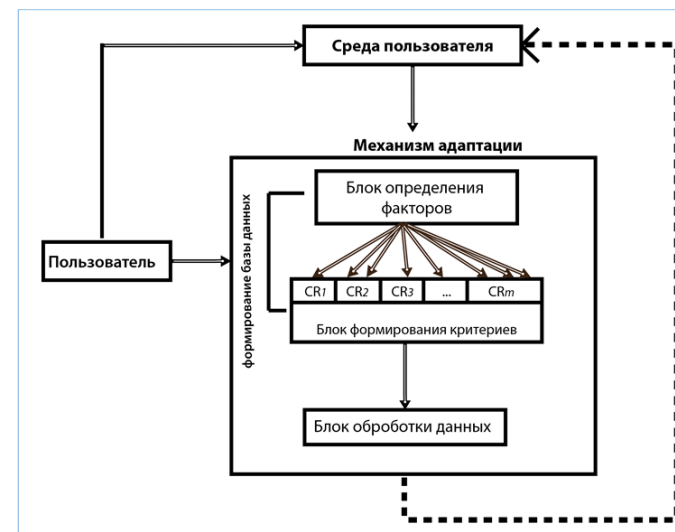 Среда пользователя
Механизм адаптации
Блок определения
факторов
формирование базы данных
Пользователь
CR1 CR2 CR3 ... CRm
Блок формирования критериев
Блок обработки данных